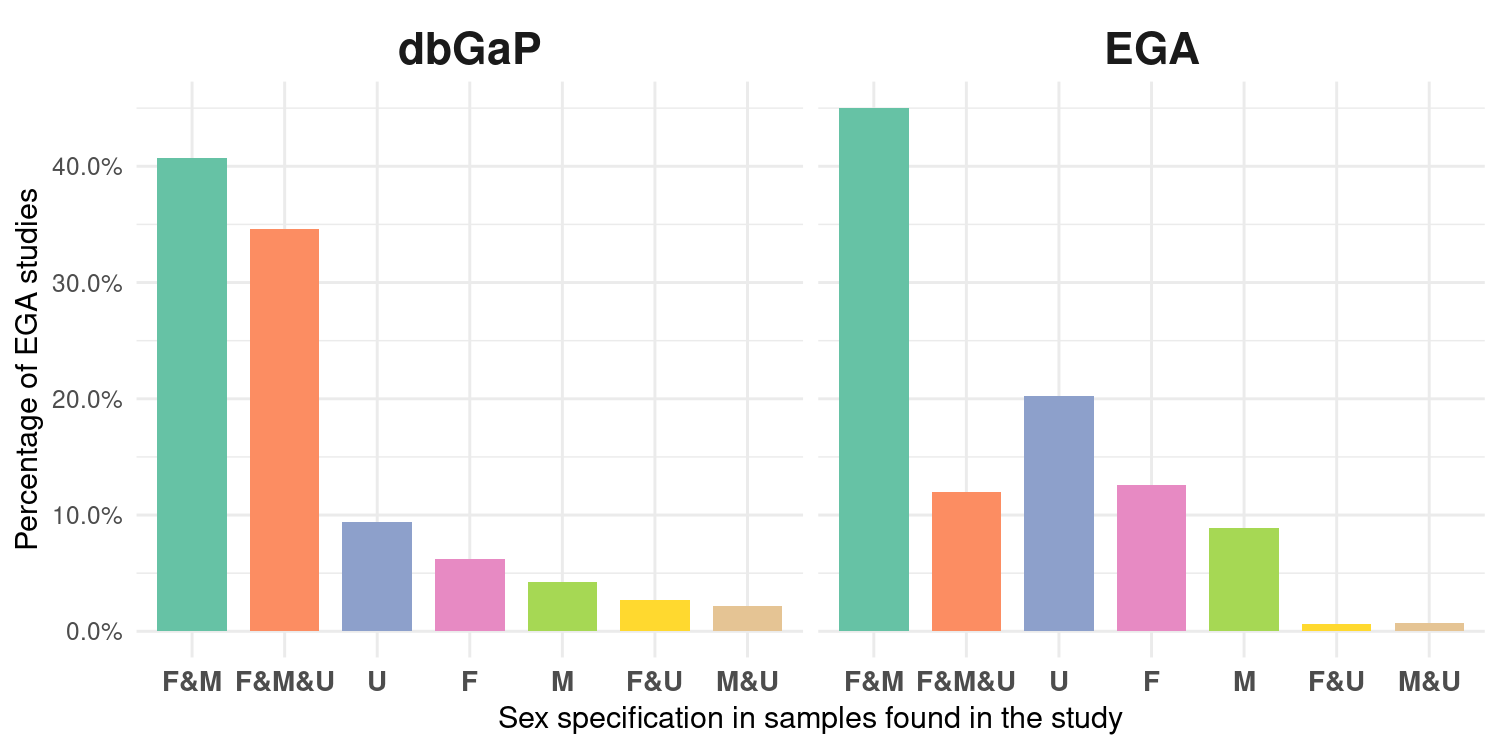 dbGaP
EGA
Percentage of EGA studies
40.0%
30.0%
20.0%
10.0%
0.0%
F&M F&M&U U F M F&U M&U
F&M F&M&U U F M F&U M&U
Sex specification in samples found in the study